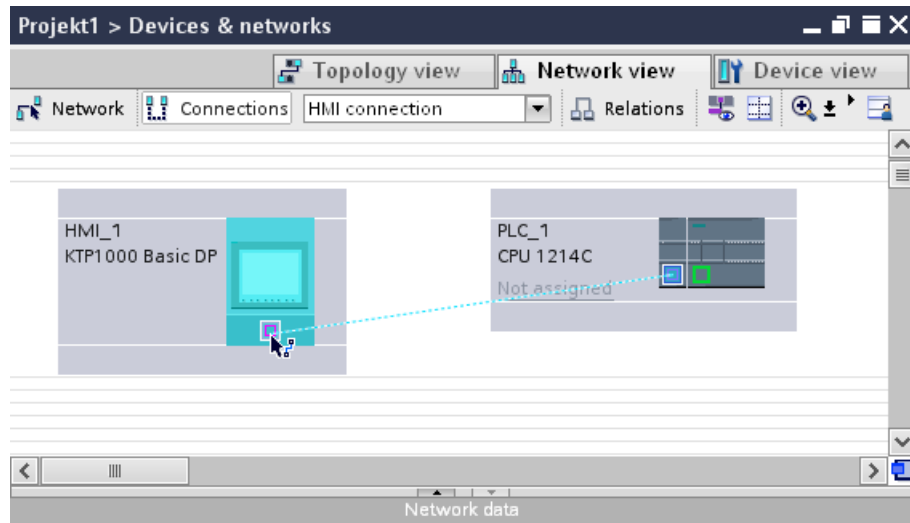 Projekt1 > Devices & networks
Topology view
Network view
Device view
Network
Connections
HMI connection
Relations
HMI_1
KTP1000 Basic DP
PLC_1
CPU 1214C
Not assigned
Network data